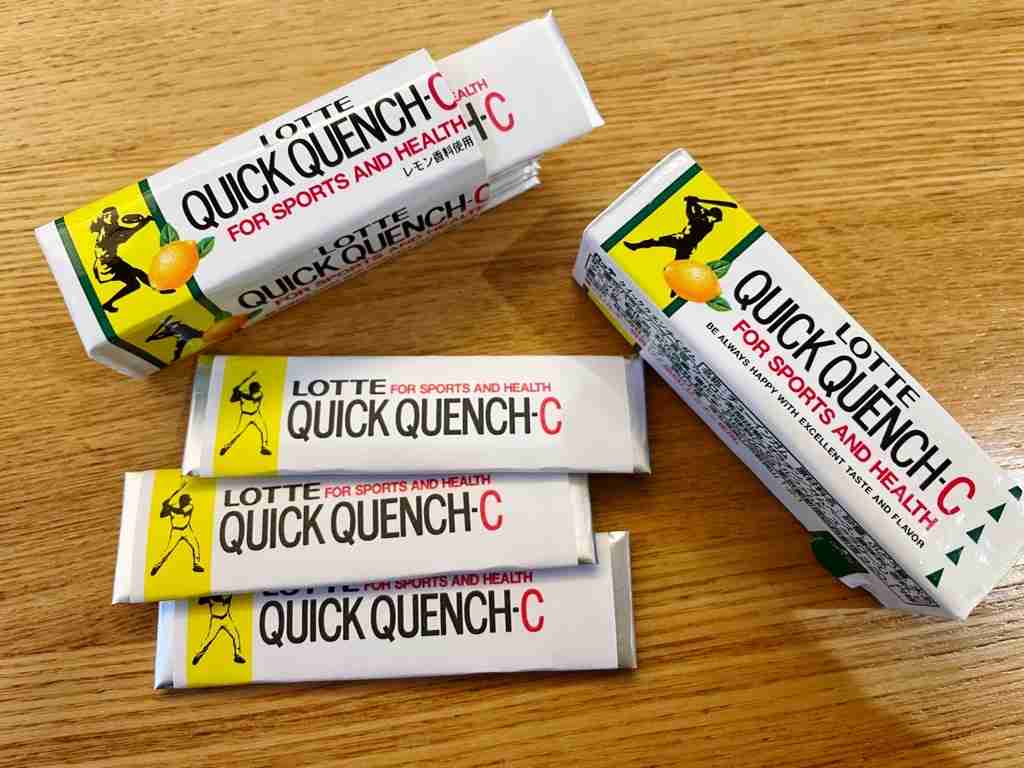 LOTTE
QUICK QUENCH-C
FOR SPORTS AND HEALTH
レモン香料使用
LOTTE
QUICK QUENCH-C
FOR SPORTS AND HEALTH
EALTH
H-C
LOTTE
QUICK QUENCH-C
FOR SPORTS AND HEALTH
BE ALWAYS HAPPY WITH EXCELLENT TASTE AND FLAVOR
LOTTE FOR SPORTS AND HEALTH
QUICK QUENCH-C
LOTTE FOR SPORTS AND HEALTH
QUICK QUENCH-C
LOTTE FOR SPORTS AND HEALTH
QUICK QUENCH-C